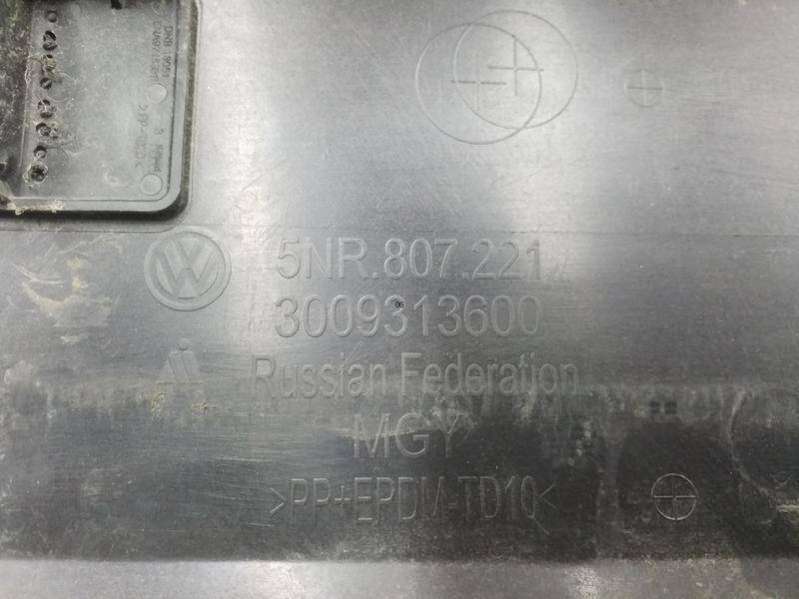 5NR.807.221
3009313600
Russian Federation
MGY
>PP+EPDM-TD10<